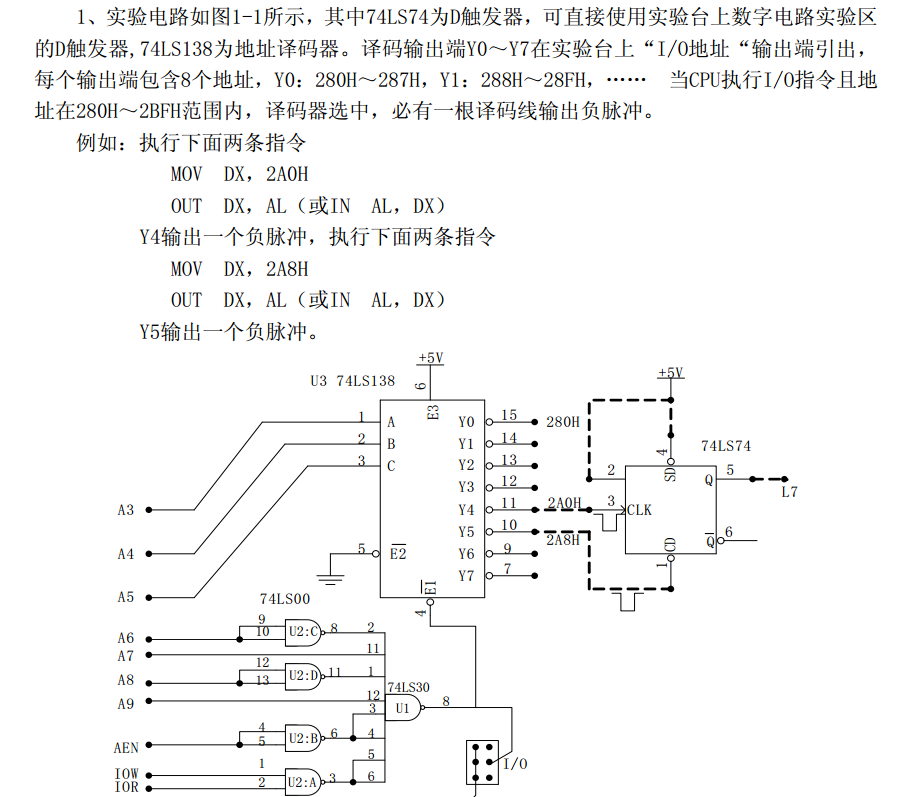 1、实验电路如图1-1所示，其中74LS74为D触发器，可直接使用实验台上数字电路实验区
的D触发器,74LS138为地址译码器。译码输出端Y0～Y7在实验台上“I/O地址“输出端引出，
每个输出端包含8个地址，Y0：280H～287H，Y1：288H～28FH，…… 当CPU执行I/O指令且地
址在280H～2BFH范围内，译码器选中，必有一根译码线输出负脉冲。
例如：执行下面两条指令
MOV DX，2A0H
OUT DX，AL（或IN AL，DX）
Y4输出一个负脉冲，执行下面两条指令
MOV DX，2A8H
OUT DX，AL（或IN AL，DX）
Y5输出一个负脉冲。
+5V
U3 74LS138
6
E3
+5V
1 A Y0 15 280H
2 B Y1 14
3 C Y2 13
Y3 12
74LS74
4
SD
2 Q 5
L7
A3
Y4 11 2A0H 3 CLK
Y5 10 2A8H
Q 6
CD
1
A4
5 E2 Y6 9
Y7 7
E1
4
A5
74LS00
A6 9 10 U2:C 8 2
A7 11
A8 12 13 U2:D 11 1
74LS30
A9 12
3 U1 8
AEN 4 5 U2:B 6 4
5
IOW 1
IOR 2 U2:A 3 6
I/O